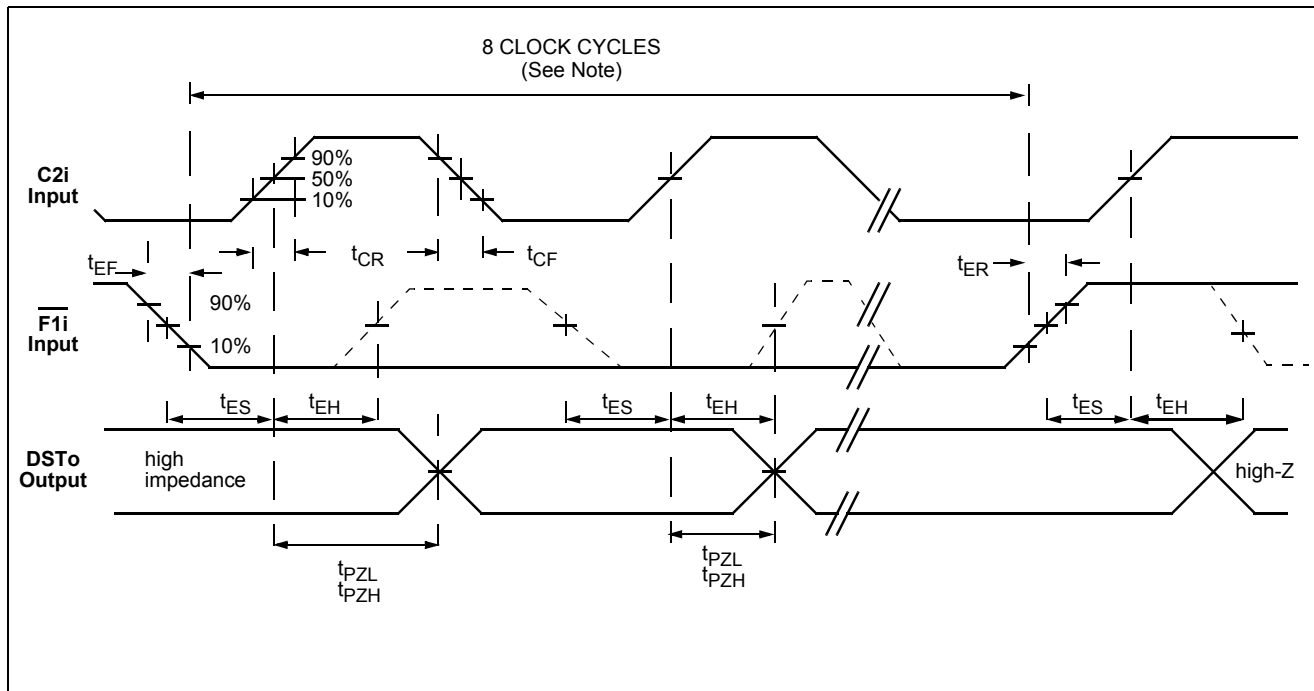 8 CLOCK CYCLES
(See Note)
C2i
Input
90%
50%
10%
tEF
tCR
tCF
tER
F1i
Input
90%
10%
tES
tEH
tES
tEH
tES
tEH
DSTo
Output
high
impedance
high-Z
tPZL
tPZH
tPZL
tPZH